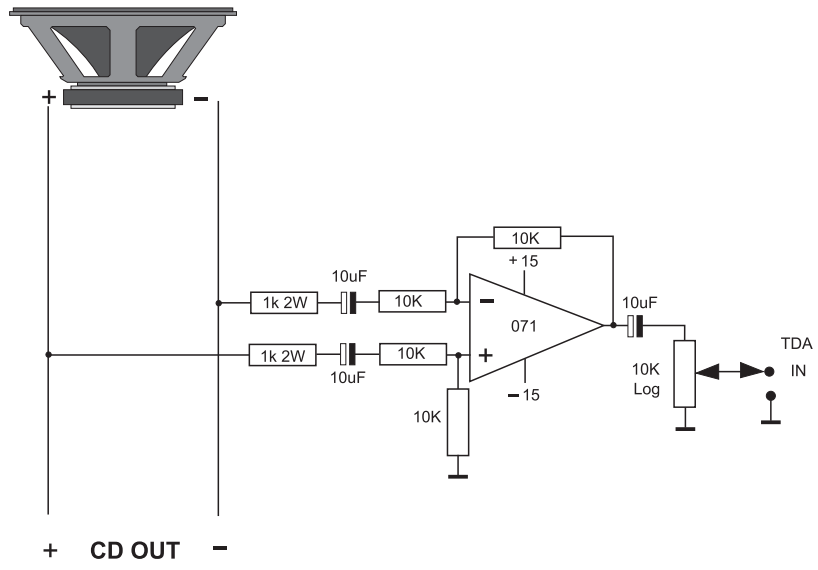 + −
10K
+ 15
10uF
1k 2W
10K
−
10uF
071
1k 2W
10K
+
10uF
− 15
10K
10K
Log
TDA
IN
+ CD OUT −